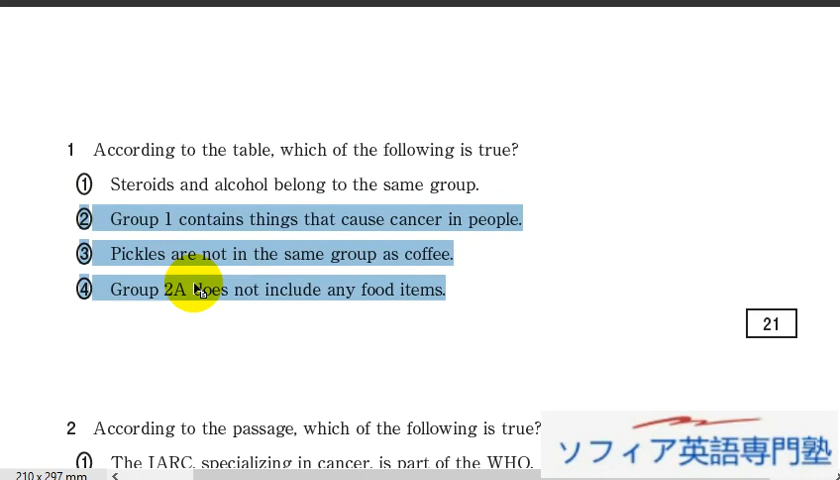 1 According to the table, which of the following is true?
① Steroids and alcohol belong to the same group.
② Group 1 contains things that cause cancer in people.
③ Pickles are not in the same group as coffee.
④ Group 2A does not include any food items.
21
2 According to the passage, which of the following is true?
① The IARC, specializing in cancer, is part of the WHO.
ソフィア英語専門塾
210 x 297 mm